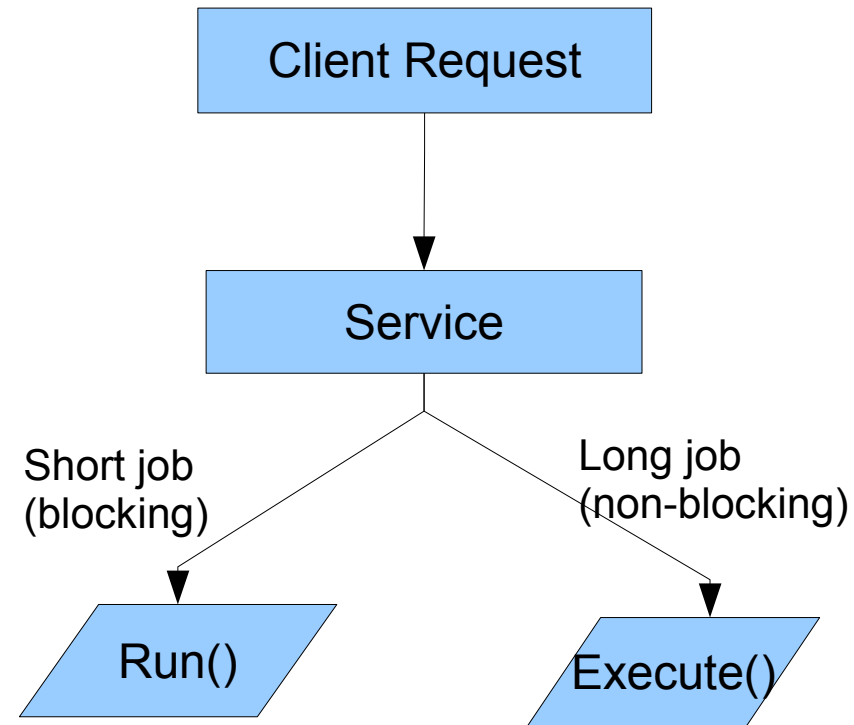 Client Request
Service
Short job
(blocking)
Long job
(non-blocking)
Run()
Execute()